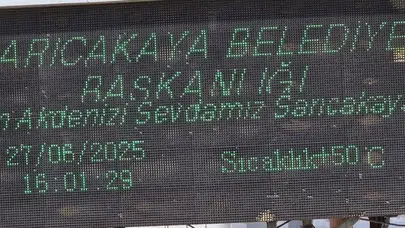 ARICAKAYA BELEDİYE
BAŞKANLIĞI
n Akdenizi Sevdamız Sarıcakaya
27/06/2025
Sıcaklık+50°C
16:01:29